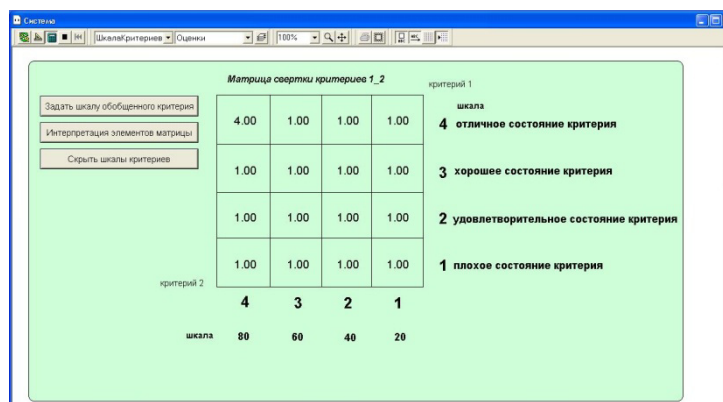 Система
ШкалаКритериев Оценки 100%
Матрица свертки критериев 1_2
критерий 1
Задать шкалу обобщенного критерия
Интерпретация элементов матрицы
Скрыть шкалы критериев
шкала
4.00 1.00 1.00 1.00 4 отличное состояние критерия
1.00 1.00 1.00 1.00 3 хорошее состояние критерия
1.00 1.00 1.00 1.00 2 удовлетворительное состояние критерия
1.00 1.00 1.00 1.00 1 плохое состояние критерия
критерий 2
4 3 2 1
шкала 80 60 40 20